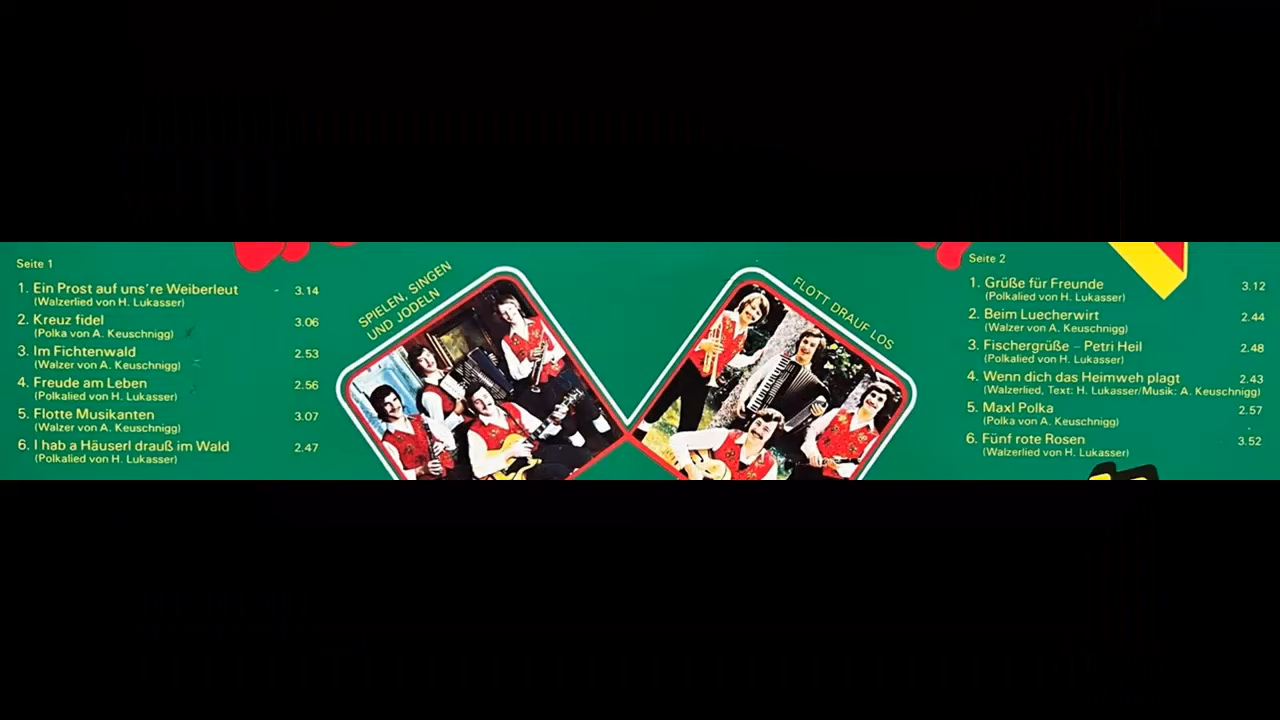 Seite 1
1. Ein Prost auf uns're Weiberleut 3.14
(Walzerlied von H. Lukasser)
2. Kreuz fidel 3.06
(Polka von A. Keuschnigg)
3. Im Fichtenwald 2.53
(Walzer von A. Keuschnigg)
4. Freude am Leben 2.56
(Polkalied von H. Lukasser)
5. Flotte Musikanten 3.07
(Walzer von A. Keuschnigg)
6. I hab a Häuserl drauß im Wald 2.47
(Polkalied von H. Lukasser)
SPIELEN, SINGEN
UND JODELN
FLOTT DRAUF LOS
Seite 2
1. Grüße für Freunde 3.12
(Polkalied von H. Lukasser)
2. Beim Luecherwirt 2.44
(Walzer von A. Keuschnigg)
3. Fischergrüße – Petri Heil 2.48
(Polkalied von H. Lukasser)
4. Wenn dich das Heimweh plagt 2.43
(Walzerlied, Text: H. Lukasser/Musik: A. Keuschnigg)
5. Maxl Polka 2.57
(Polka von A. Keuschnigg)
6. Fünf rote Rosen 3.52
(Walzerlied von H. Lukasser)